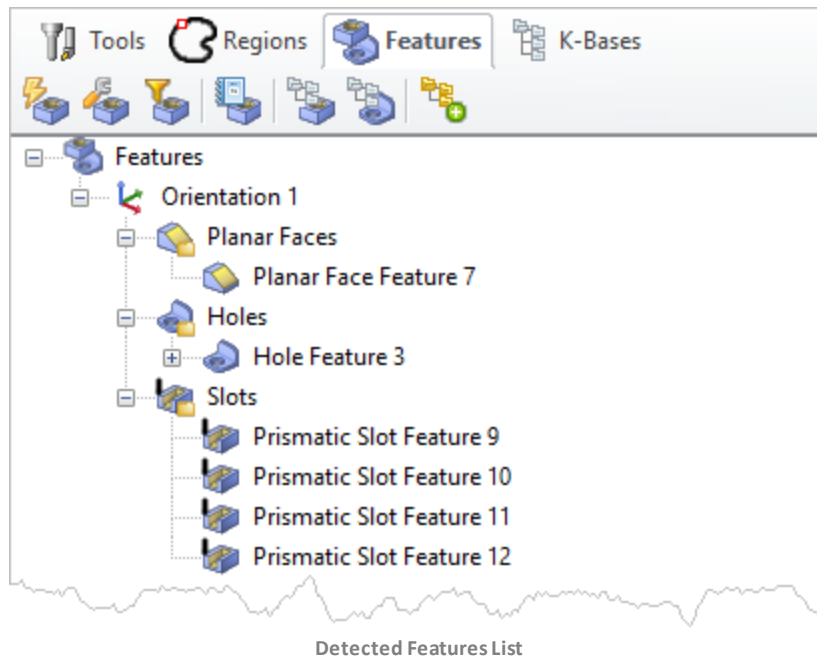 Tools Regions Features K-Bases
Features
Orientation 1
Planar Faces
Planar Face Feature 7
Holes
Hole Feature 3
Slots
Prismatic Slot Feature 9
Prismatic Slot Feature 10
Prismatic Slot Feature 11
Prismatic Slot Feature 12
Detected Features List